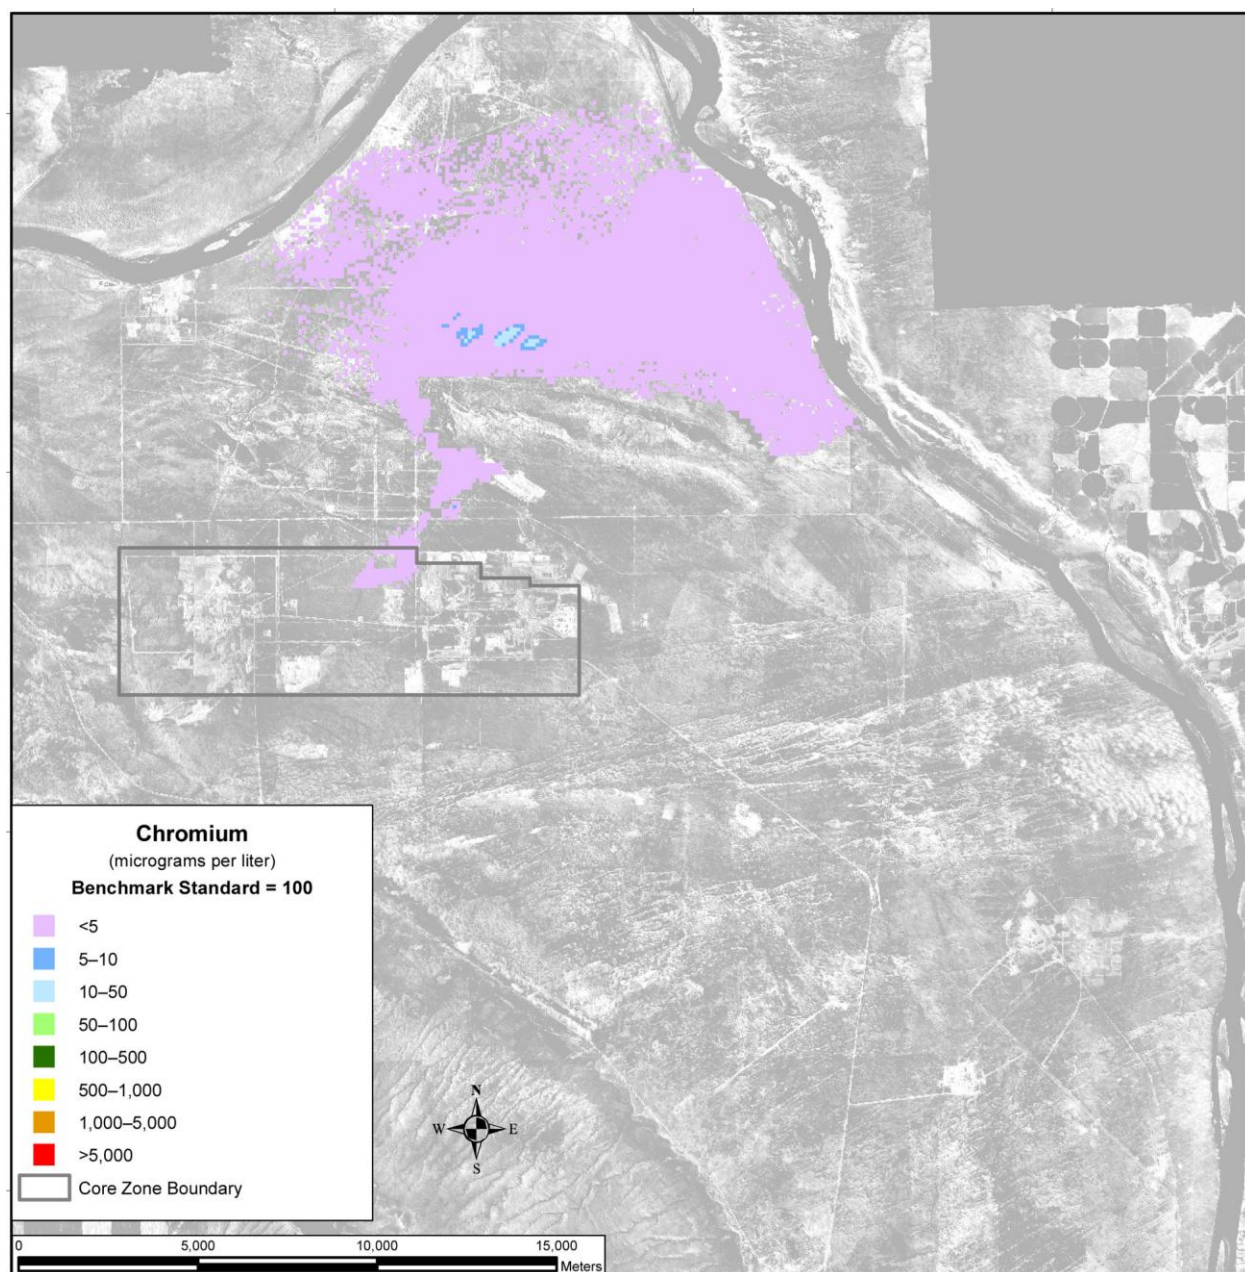 Chromium
(micrograms per liter)
Benchmark Standard = 100
<5
5–10
10–50
50–100
100–500
500–1,000
1,000–5,000
>5,000
Core Zone Boundary
N
W E
S
0 5,000 10,000 15,000
Meters